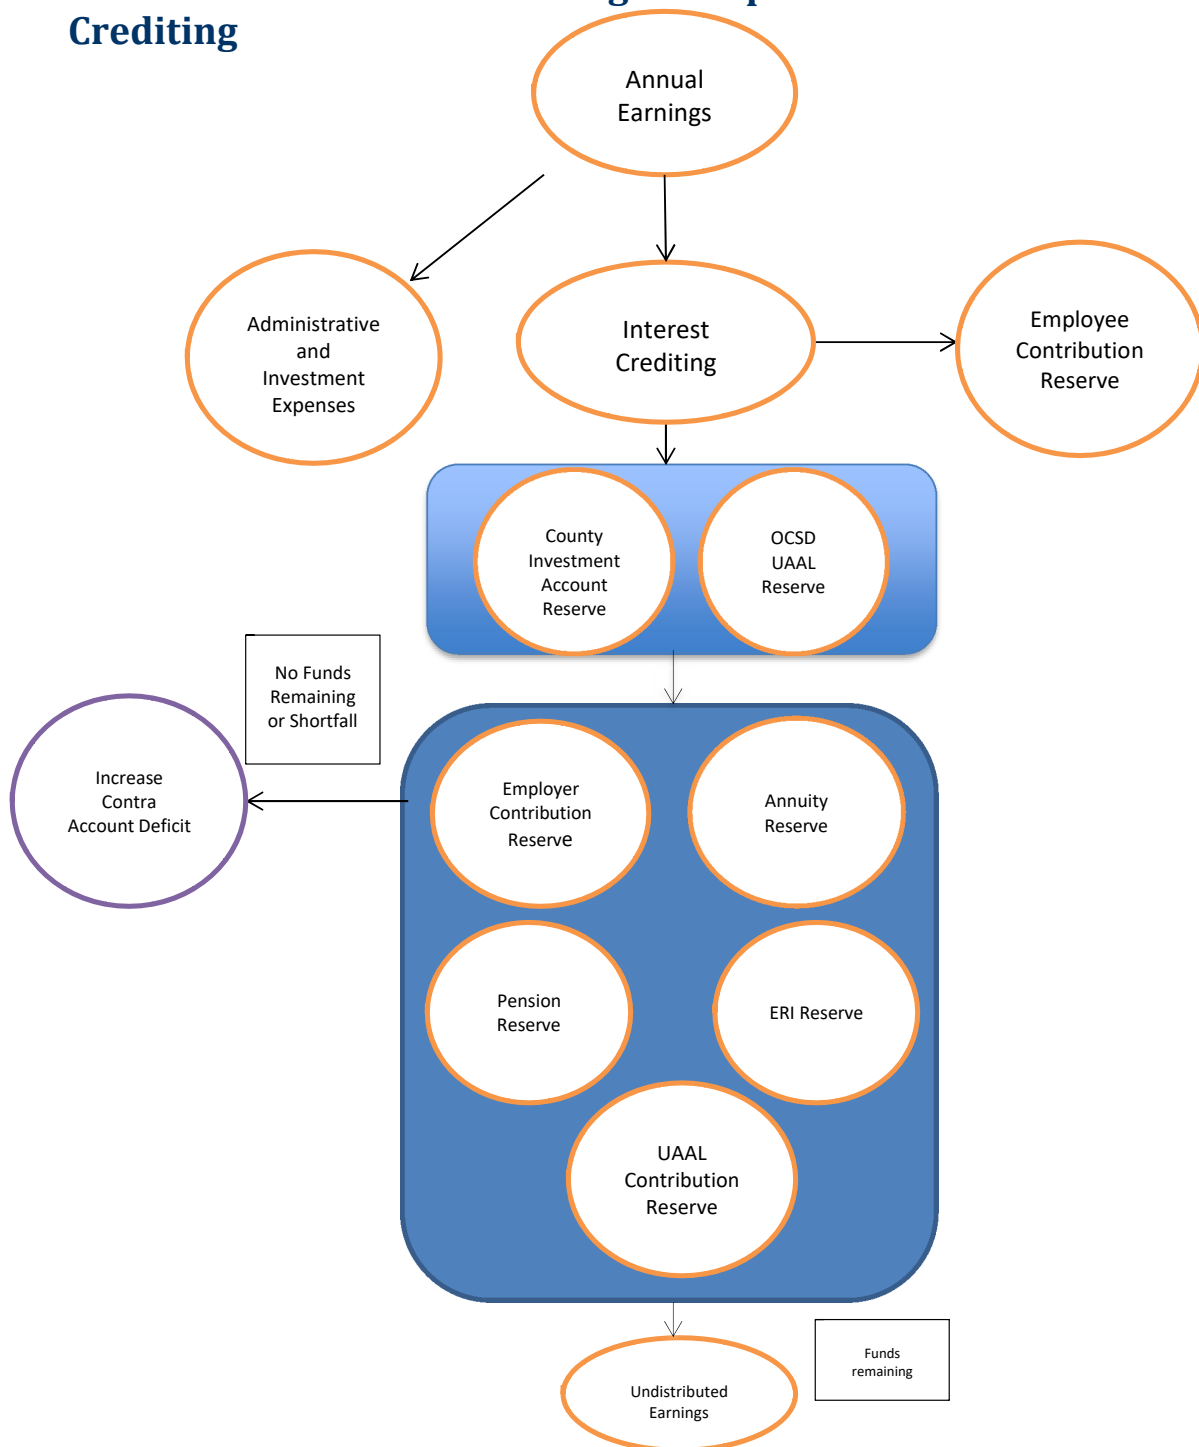 Crediting
Annual
Earnings
Administrative
and
Investment
Expenses
Interest
Crediting
Employee
Contribution
Reserve
County
Investment
Account
Reserve
OCSD
UAAL
Reserve
No Funds
Remaining
or Shortfall
Increase
Contra
Account Deficit
Employer
Contribution
Reserve
Annuity
Reserve
Pension
Reserve
ERI Reserve
UAAL
Contribution
Reserve
Funds
remaining
Undistributed
Earnings